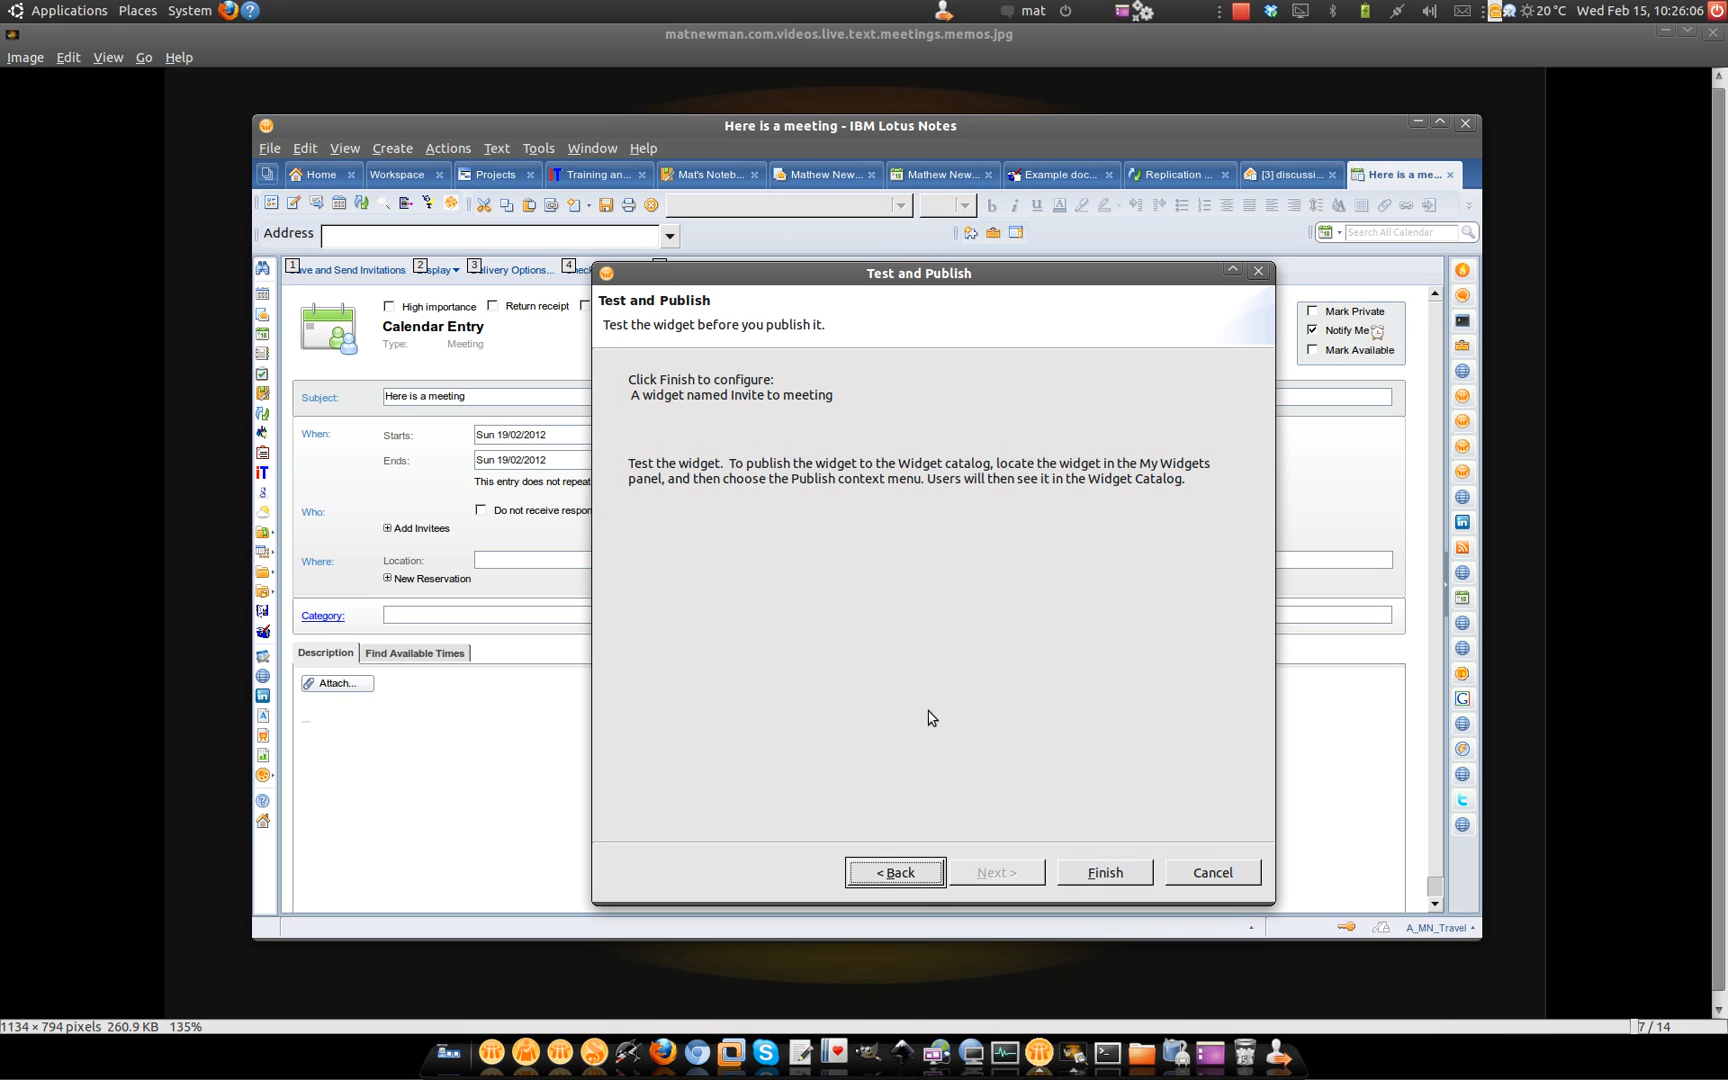 Applications Places System mat 20 °C Wed Feb 15, 10:26:06
matnewman.com.videos.live.text.meetings.memos.jpg
Image Edit View Go Help
Here is a meeting - IBM Lotus Notes
File Edit View Create Actions Text Tools Window Help
Home Workspace Projects Training an... Mat's Noteb... Mathew New... Mathew New... Example doc... Replication ... [3] discussi... Here is a me...
Address
Search All Calendar
1 ave and Send Invitations 2 splay 3 elivery Options... 4
High importance Return receipt
Calendar Entry
Type: Meeting
Mark Private
Notify Me
Mark Available
Subject: Here is a meeting
When: Starts: Sun 19/02/2012
Ends: Sun 19/02/2012
This entry does not repeat
Who: Do not receive respon
Add Invitees
Where: Location:
New Reservation
Category:
Description Find Available Times
Attach...
Test and Publish
Test and Publish
Test the widget before you publish it.
Click Finish to configure:
A widget named Invite to meeting
Test the widget. To publish the widget to the Widget catalog, locate the widget in the My Widgets
panel, and then choose the Publish context menu. Users will then see it in the Widget Catalog.
< Back Next > Finish Cancel
A_MN_Travel
1134 × 794 pixels 260.9 KB 135% 7 / 14